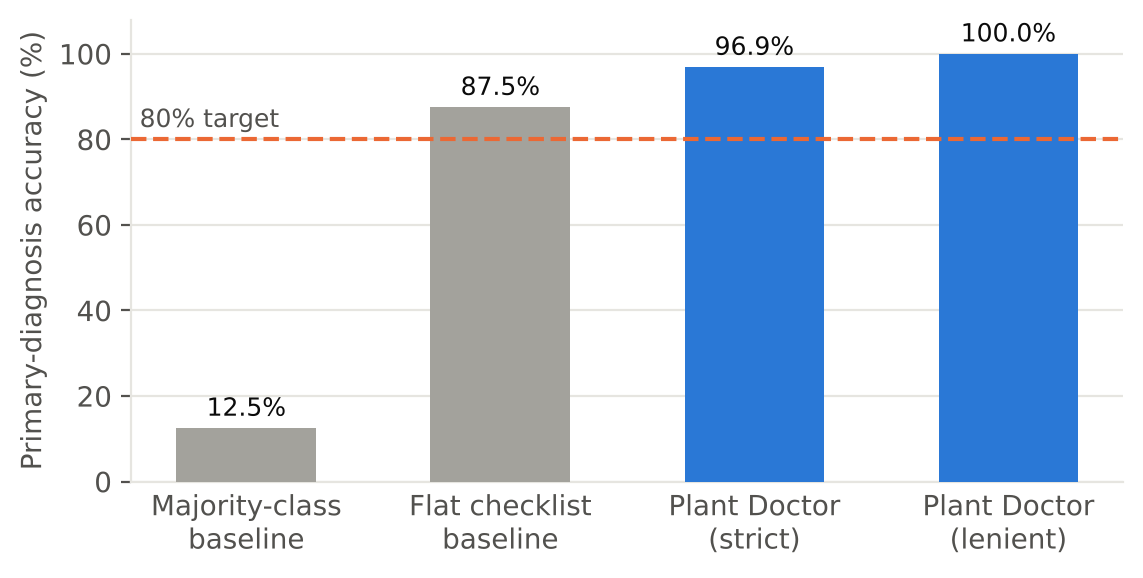 Primary-diagnosis accuracy (%)
100
80
60
40
20
0
80% target
12.5%
87.5%
96.9%
100.0%
Majority-class
baseline
Flat checklist
baseline
Plant Doctor
(strict)
Plant Doctor
(lenient)